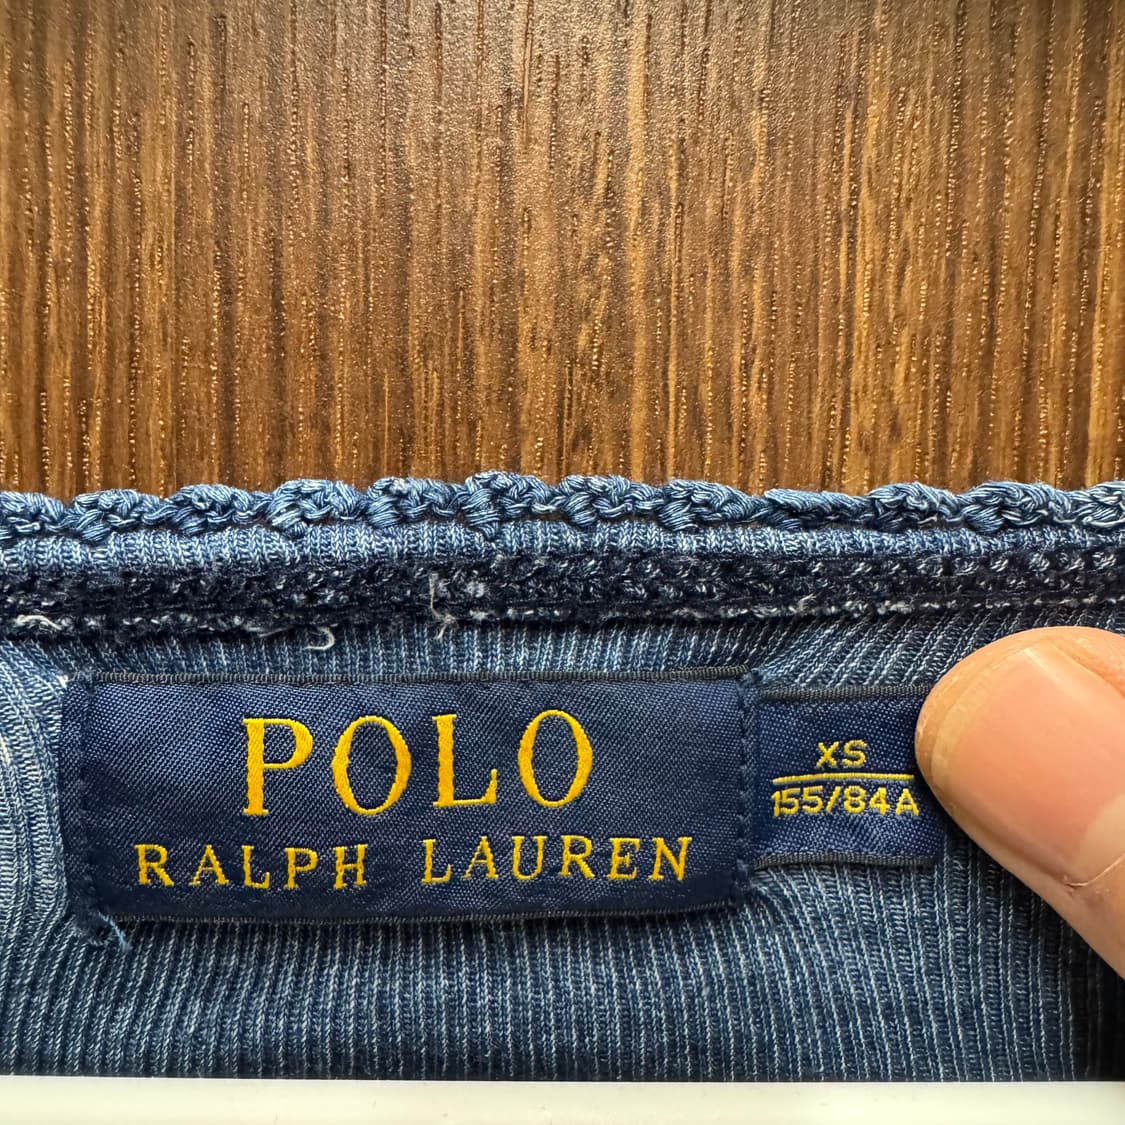 POLO
RALPH LAUREN
XS
155/84A